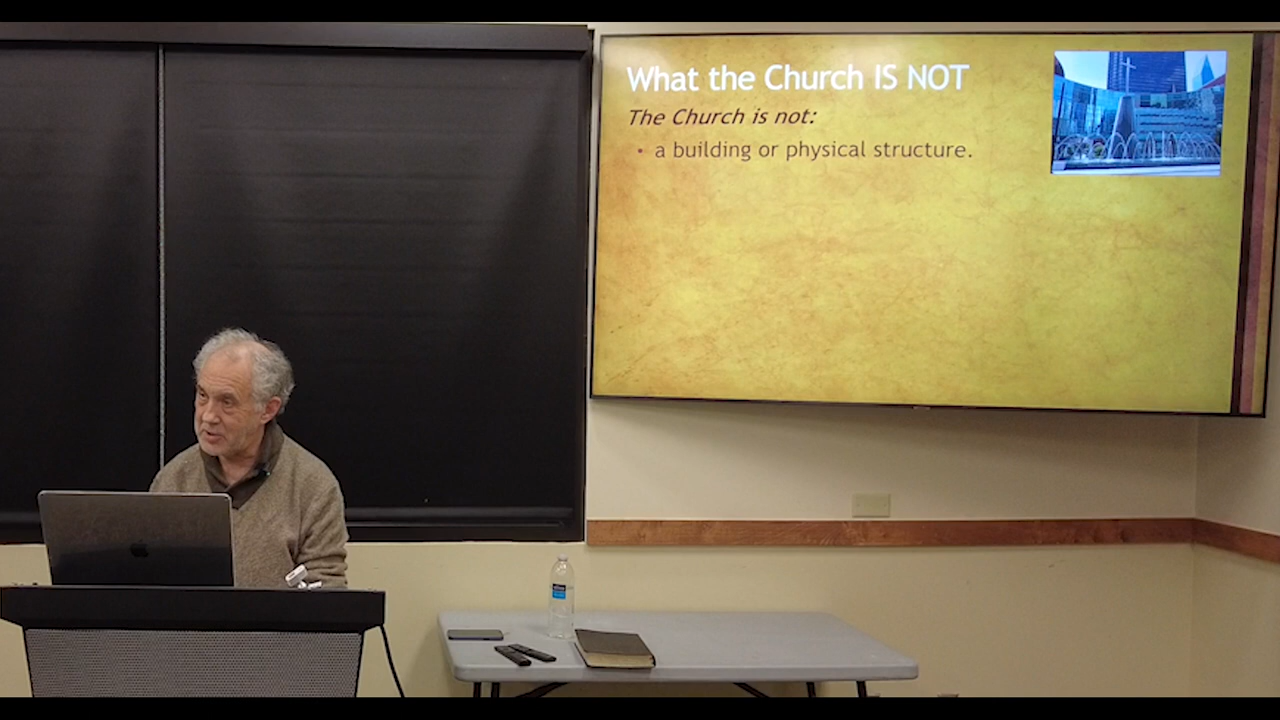 What the Church IS NOT
The Church is not:
• a building or physical structure.